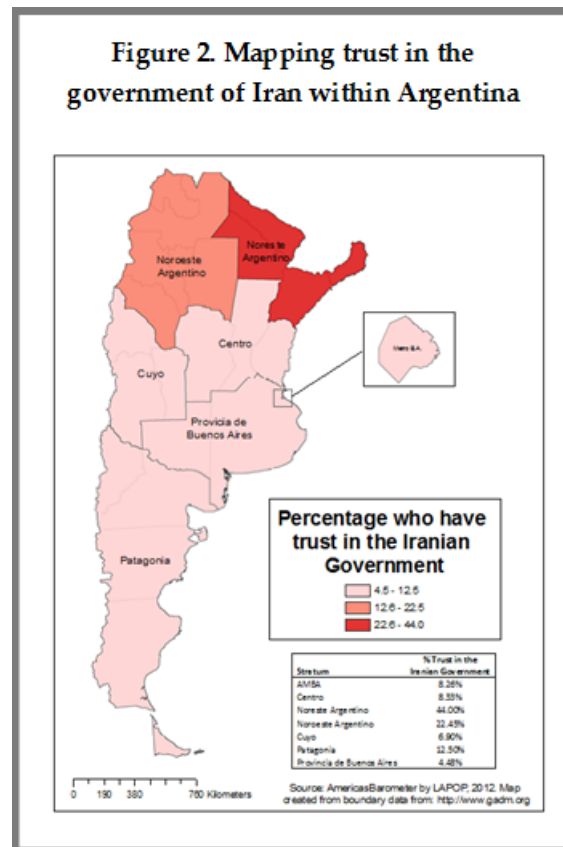 Figure 2. Mapping trust in the
government of Iran within Argentina
Noroeste
Argentino
Noreste
Argentino
Centro
Metro B.A.
Cuyo
Provicia de
Buenos Aires
Patagonia
Percentage who have
trust in the Iranian
Government
4.5 - 12.5
12.6 - 22.5
22.6 - 44.0
% Trust in the
Stratum Iranian Government
AMBA 8.26%
Centro 8.33%
Noreste Argentino 44.00%
Noroeste Argentino 22.45%
Cuyo 6.90%
Patagonia 12.50%
Provincia de Buenos Aires 4.48%
0 190 380 760 Kilometers
Source: AmericasBarometer by LAPOP, 2012. Map
created from boundary data from: http://www.gadm.org